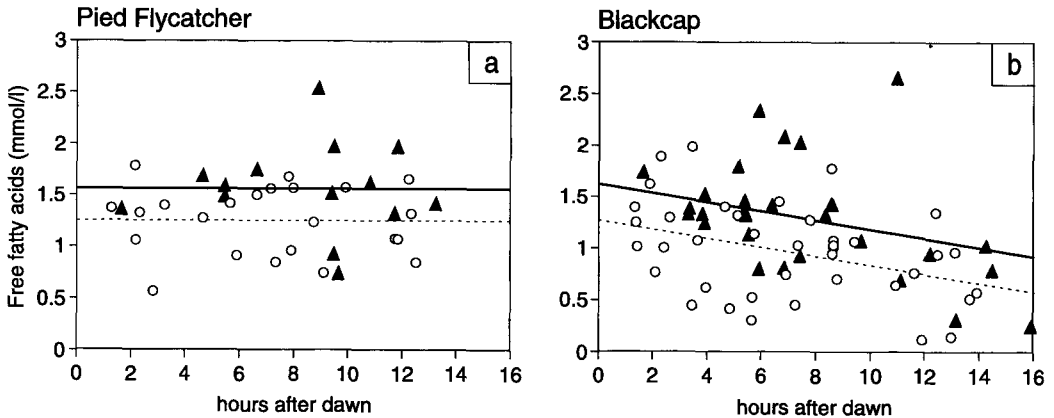 Pied Flycatcher
a
Free fatty acids (mmol/l)
3
2.5
2
1.5
1
0.5
0
0 2 4 6 8 10 12 14 16
hours after dawn
Blackcap
b
3
2.5
2
1.5
1
0.5
0
0 2 4 6 8 10 12 14 16
hours after dawn